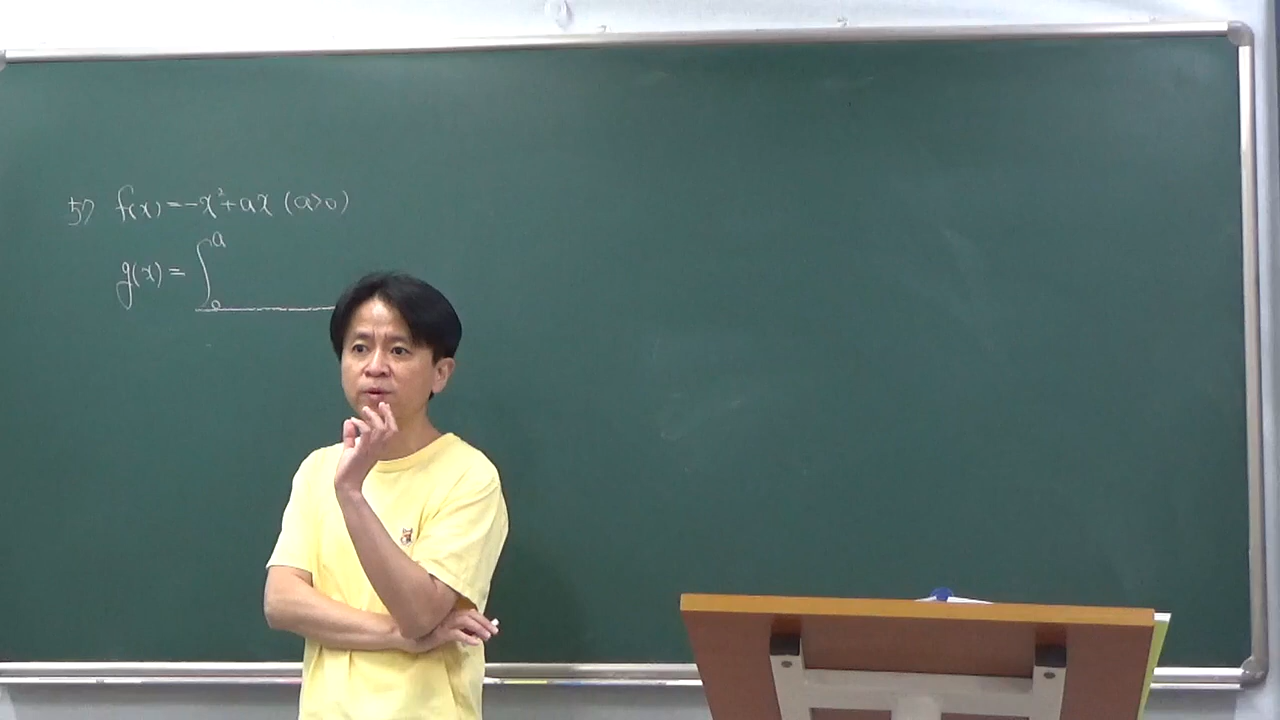 57 f(x) = -x² + ax (a>0)
g(x) = ∫₀ᵃ